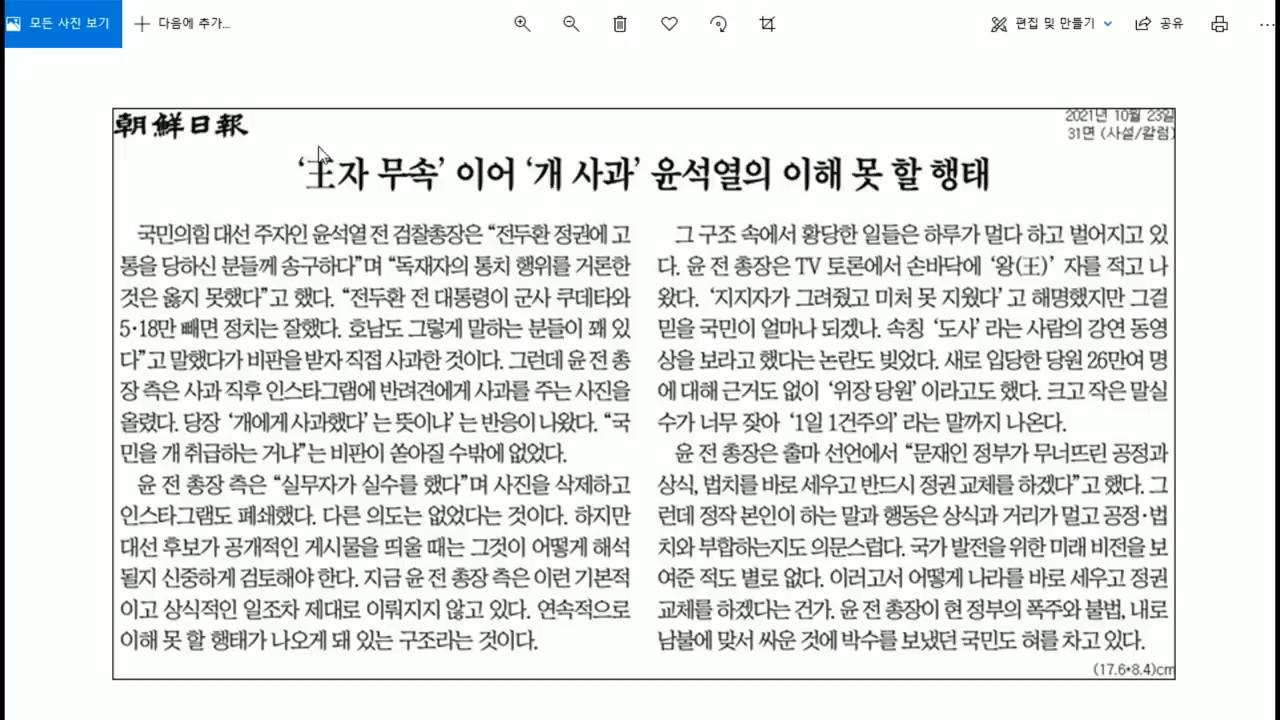 모든 사진 보기
다음에 추가...
편집 및 만들기
공유
朝鮮日報
2021년 10월 23일
31면 (사설/칼럼)
‘王자 무속’ 이어 ‘개 사과’ 윤석열의 이해 못 할 행태
국민의힘 대선 주자인 윤석열 전 검찰총장은 “전두환 정권에 고
통을 당하신 분들께 송구하다”며 “독재자의 통치 행위를 거론한
것은 옳지 못했다”고 했다. “전두환 전 대통령이 군사 쿠데타와
5·18만 빼면 정치는 잘했다. 호남도 그렇게 말하는 분들이 꽤 있
다”고 말했다가 비판을 받자 직접 사과한 것이다. 그런데 윤 전 총
장 측은 사과 직후 인스타그램에 반려견에게 사과를 주는 사진을
올렸다. 당장 ‘개에게 사과했다’는 뜻이냐’는 반응이 나왔다. “국
민을 개 취급하는 거냐”는 비판이 쏟아질 수밖에 없었다.
윤 전 총장 측은 “실무자가 실수를 했다”며 사진을 삭제하고
인스타그램도 폐쇄했다. 다른 의도는 없었다는 것이다. 하지만
대선 후보가 공개적인 게시물을 띄울 때는 그것이 어떻게 해석
될지 신중하게 검토해야 한다. 지금 윤 전 총장 측은 이런 기본적
이고 상식적인 일조차 제대로 이뤄지지 않고 있다. 연속적으로
이해 못 할 행태가 나오게 돼 있는 구조라는 것이다.
그 구조 속에서 황당한 일들은 하루가 멀다 하고 벌어지고 있
다. 윤 전 총장은 TV 토론에서 손바닥에 ‘왕(王)’ 자를 적고 나
왔다. ‘지지자가 그려줬고 미처 못 지웠다’고 해명했지만 그걸
믿을 국민이 얼마나 되겠나. 속칭 ‘도사’라는 사람의 강연 동영
상을 보라고 했다는 논란도 빚었다. 새로 입당한 당원 26만여 명
에 대해 근거도 없이 ‘위장 당원’이라고도 했다. 크고 작은 말실
수가 너무 잦아 ‘1일 1건주의’라는 말까지 나온다.
윤 전 총장은 출마 선언에서 “문재인 정부가 무너뜨린 공정과
상식, 법치를 바로 세우고 반드시 정권 교체를 하겠다”고 했다. 그
런데 정작 본인이 하는 말과 행동은 상식과 거리가 멀고 공정·법
치와 부합하는지도 의문스럽다. 국가 발전을 위한 미래 비전을 보
여준 적도 별로 없다. 이러고서 어떻게 나라를 바로 세우고 정권
교체를 하겠다는 건가. 윤 전 총장이 현 정부의 폭주와 불법, 내로
남불에 맞서 싸운 것에 박수를 보냈던 국민도 혀를 차고 있다.
(17.6*8.4)cm